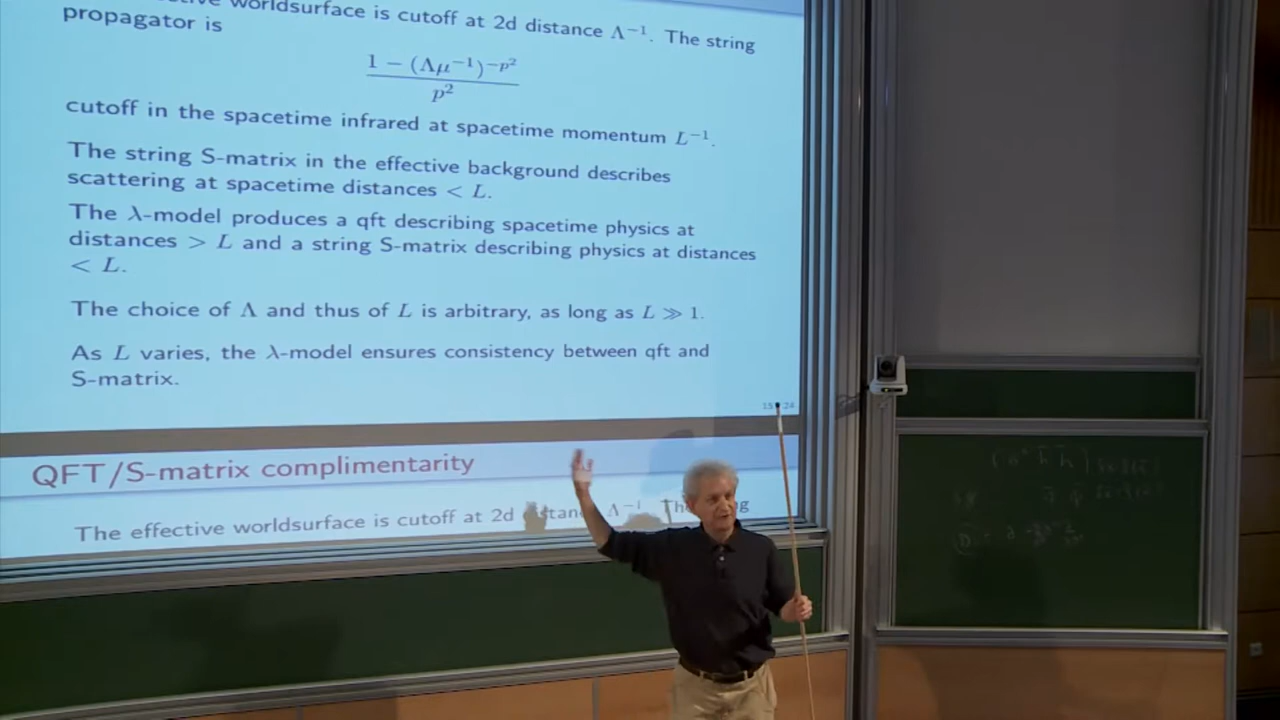 worldsurface is cutoff at 2d distance Λ⁻¹. The string
propagator is
1 − (Λμ⁻¹)^−p²
p²
cutoff in the spacetime infrared at spacetime momentum L⁻¹.
The string S-matrix in the effective background describes
scattering at spacetime distances < L.
The λ-model produces a qft describing spacetime physics at
distances > L and a string S-matrix describing physics at distances
< L.
The choice of Λ and thus of L is arbitrary, as long as L ≫ 1.
As L varies, the λ-model ensures consistency between qft and
S-matrix.
QFT/S-matrix complimentarity
The effective worldsurface is cutoff at 2d Λ⁻¹